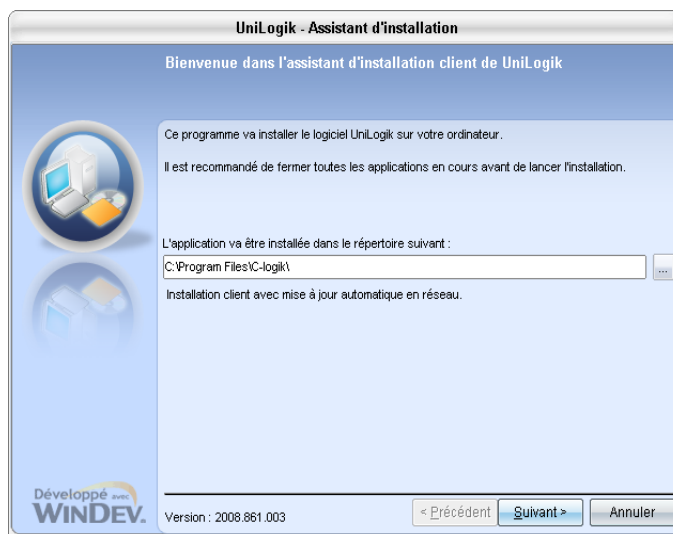 UniLogik - Assistant d'installation
Bienvenue dans l'assistant d'installation client de UniLogik
Ce programme va installer le logiciel UniLogik sur votre ordinateur.
Il est recommandé de fermer toutes les applications en cours avant de lancer l'installation.
L'application va être installée dans le répertoire suivant :
C:\Program Files\C-logik\
...
Installation client avec mise à jour automatique en réseau.
Développé avec
WINDEV.
Version : 2008.861.003
< Précédent
Suivant >
Annuler